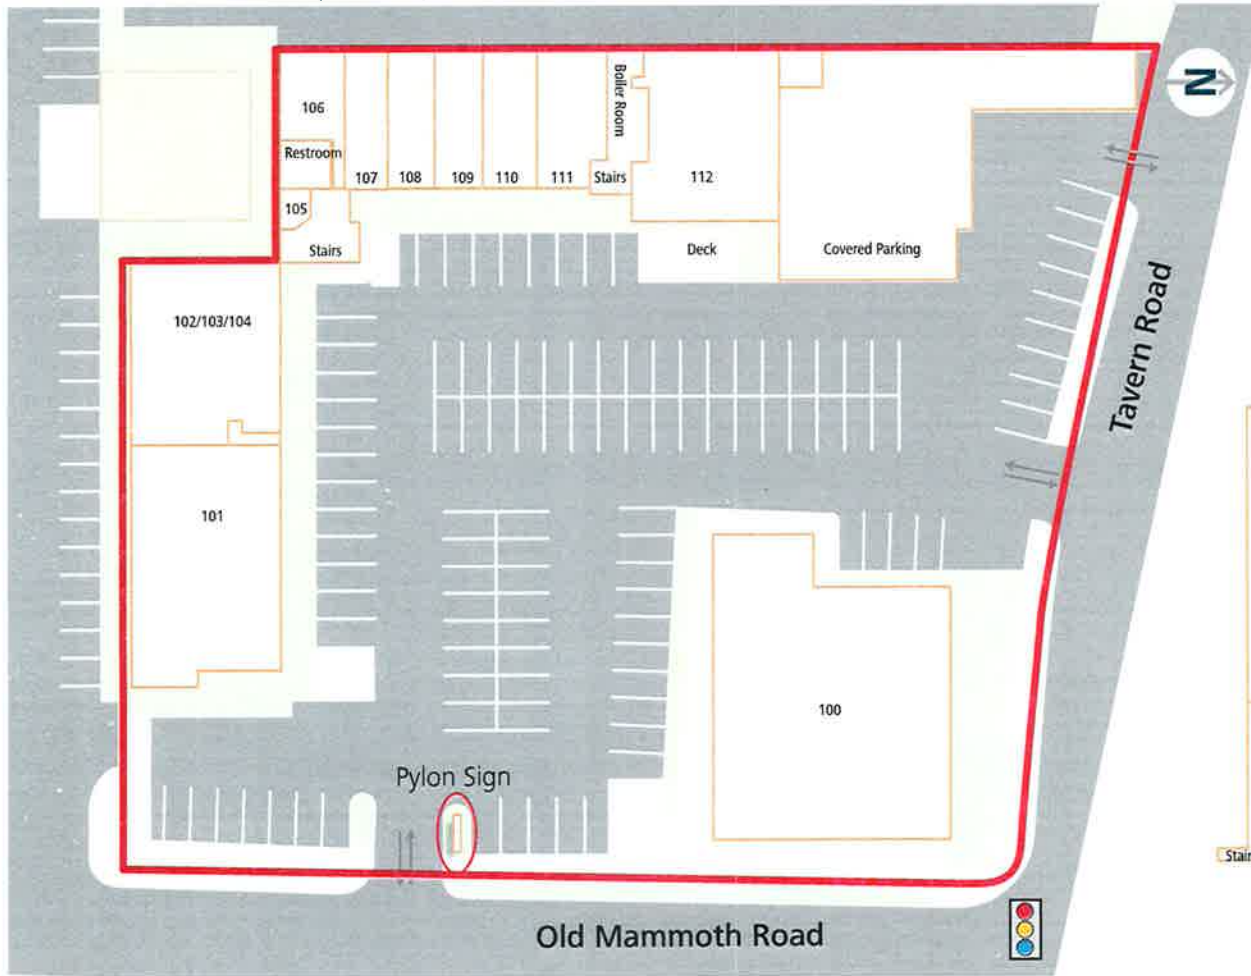 N
106
Boiler Room
Restroom
107
108
109
110
111
Stairs
112
105
Stairs
Deck
Covered Parking
102/103/104
Tavern Road
101
100
Pylon Sign
Old Mammoth Road